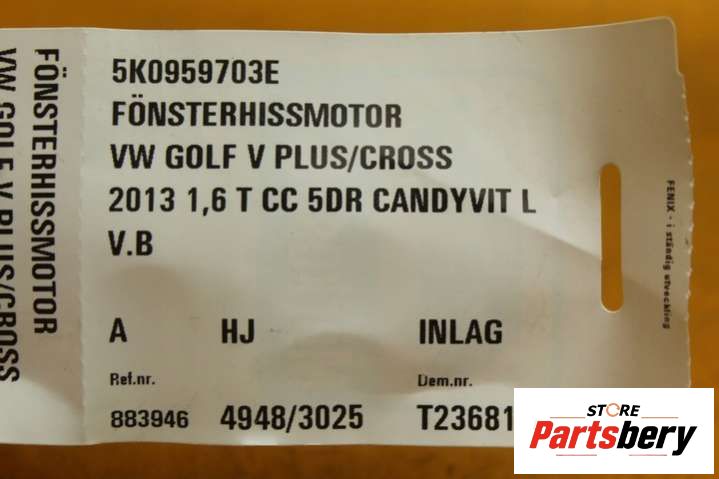 5K0959703E
FÖNSTERHISSMOTOR
VW GOLF V PLUS/CROSS
2013 1,6 T CC 5DR CANDYVIT L
V.B
A HJ INLAG
Ref.nr. Dem.nr.
883946 4948/3025 T23681
FÖNSTERHISSMOTOR
VW GOLF V PLUS/CROSS
FENIX - i ständig utveckling
STORE
Partsbery